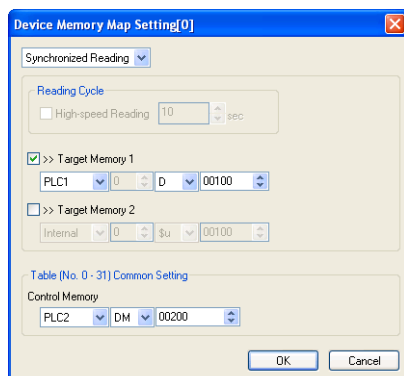 Device Memory Map Setting[0]
Synchronized Reading
Reading Cycle
High-speed Reading 10 sec
>> Target Memory 1
PLC1 0 D 00100
>> Target Memory 2
Internal 0 $u 00100
Table (No. 0 - 31) Common Setting
Control Memory
PLC2 DM 00200
OK Cancel